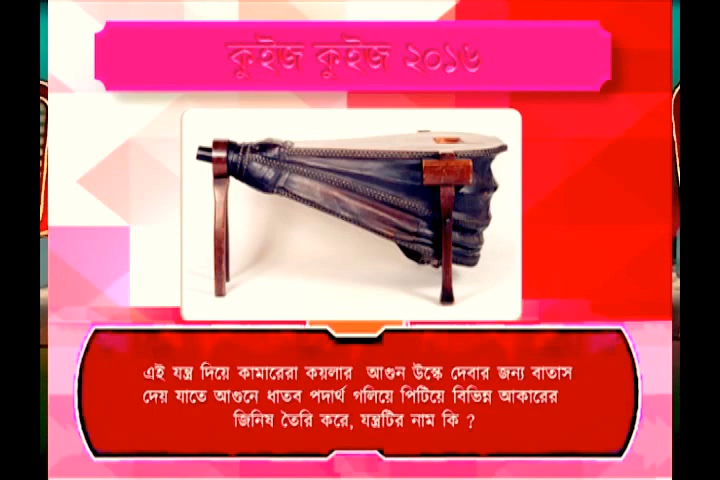 কুইজ কুইজ ২০১৬
এই যন্ত্র দিয়ে কামারেরা কয়লার আগুন উস্কে দেবার জন্য বাতাস
দেয় যাতে আগুনে ধাতব পদার্থ গলিয়ে পিটিয়ে বিভিন্ন আকারের
জিনিষ তৈরি করে, যন্ত্রটির নাম কি ?